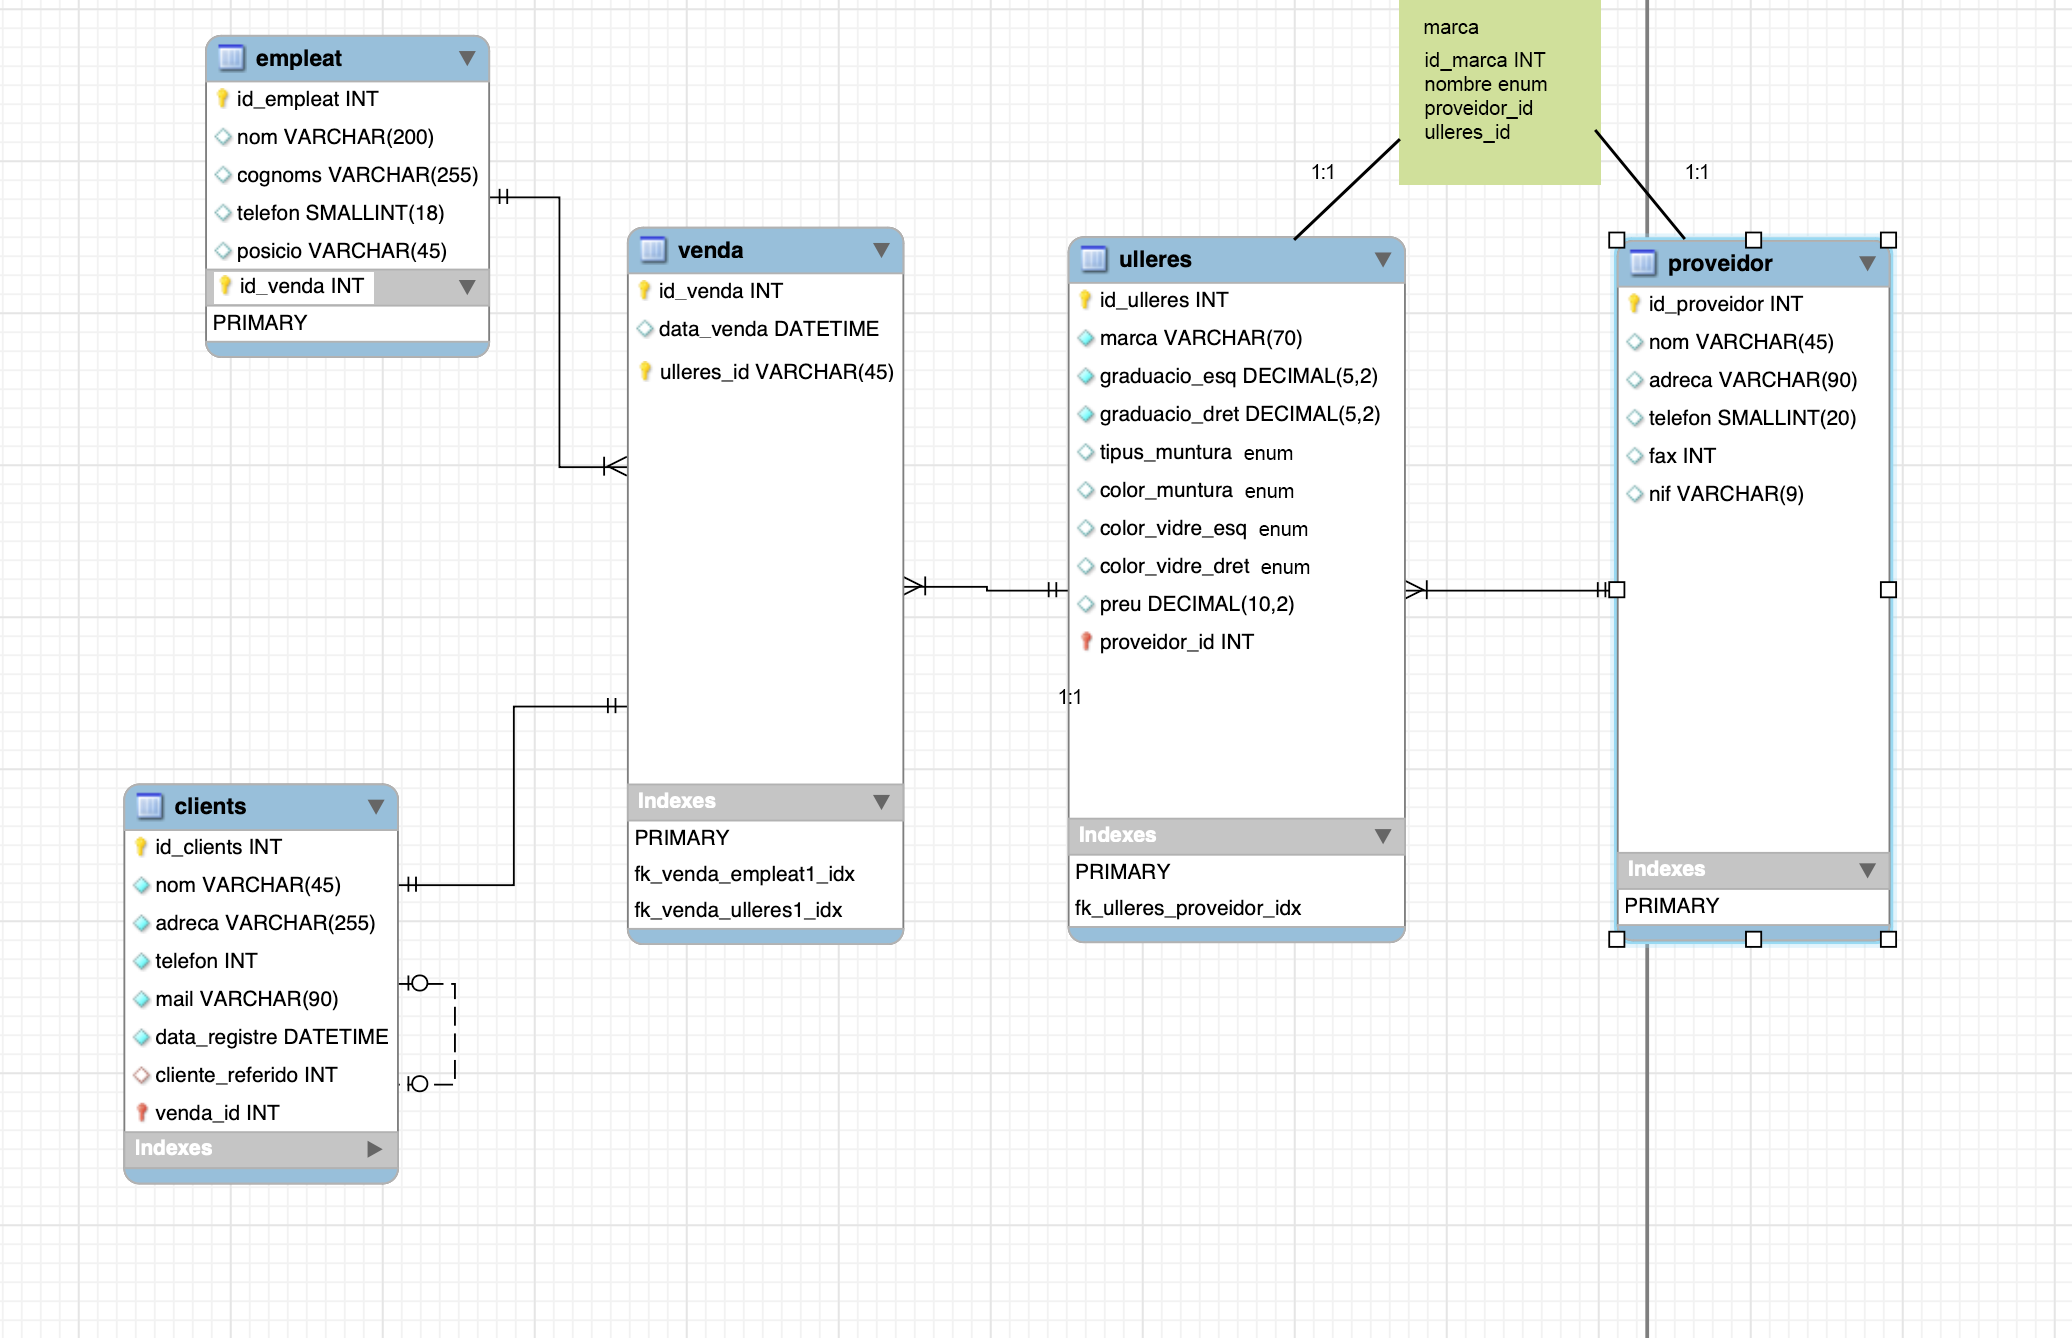 marca
id_marca INT
nombre enum
proveidor_id
ulleres_id
1:1
1:1
empleat
id_empleat INT
nom VARCHAR(200)
cognoms VARCHAR(255)
telefon SMALLINT(18)
posicio VARCHAR(45)
id_venda INT
PRIMARY
venda
id_venda INT
data_venda DATETIME
ulleres_id VARCHAR(45)
Indexes
PRIMARY
fk_venda_empleat1_idx
fk_venda_ulleres1_idx
ulleres
id_ulleres INT
marca VARCHAR(70)
graduacio_esq DECIMAL(5,2)
graduacio_dret DECIMAL(5,2)
tipus_muntura enum
color_muntura enum
color_vidre_esq enum
color_vidre_dret enum
preu DECIMAL(10,2)
proveidor_id INT
1:1
Indexes
PRIMARY
fk_ulleres_proveidor_idx
proveidor
id_proveidor INT
nom VARCHAR(45)
adreca VARCHAR(90)
telefon SMALLINT(20)
fax INT
nif VARCHAR(9)
Indexes
PRIMARY
clients
id_clients INT
nom VARCHAR(45)
adreca VARCHAR(255)
telefon INT
mail VARCHAR(90)
data_registre DATETIME
cliente_referido INT
venda_id INT
Indexes